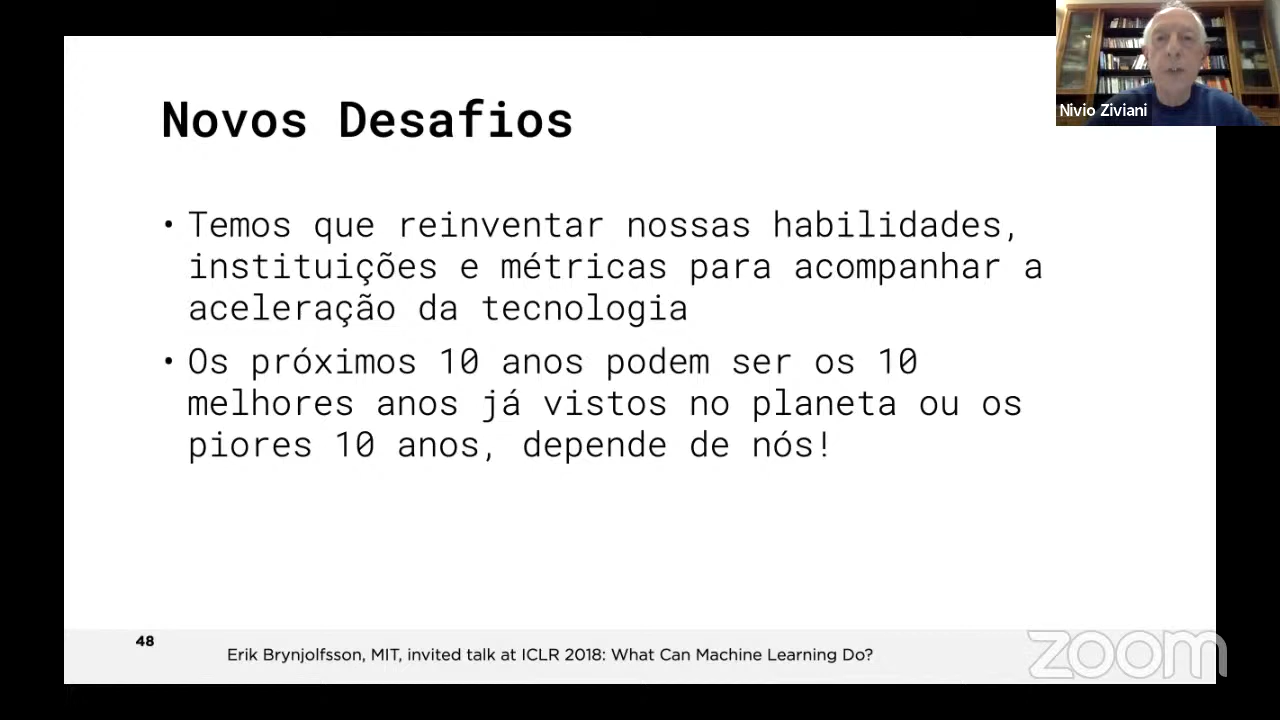 Nivio Ziviani
Novos Desafios
• Temos que reinventar nossas habilidades,
instituições e métricas para acompanhar a
aceleração da tecnologia
• Os próximos 10 anos podem ser os 10
melhores anos já vistos no planeta ou os
piores 10 anos, depende de nós!
48
Erik Brynjolfsson, MIT, invited talk at ICLR 2018: What Can Machine Learning Do?
zoom